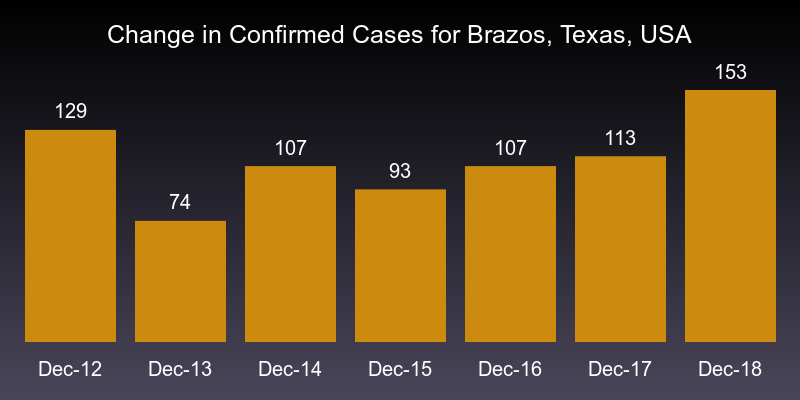 Change in Confirmed Cases for Brazos, Texas, USA
129
74
107
93
107
113
153
Dec-12
Dec-13
Dec-14
Dec-15
Dec-16
Dec-17
Dec-18